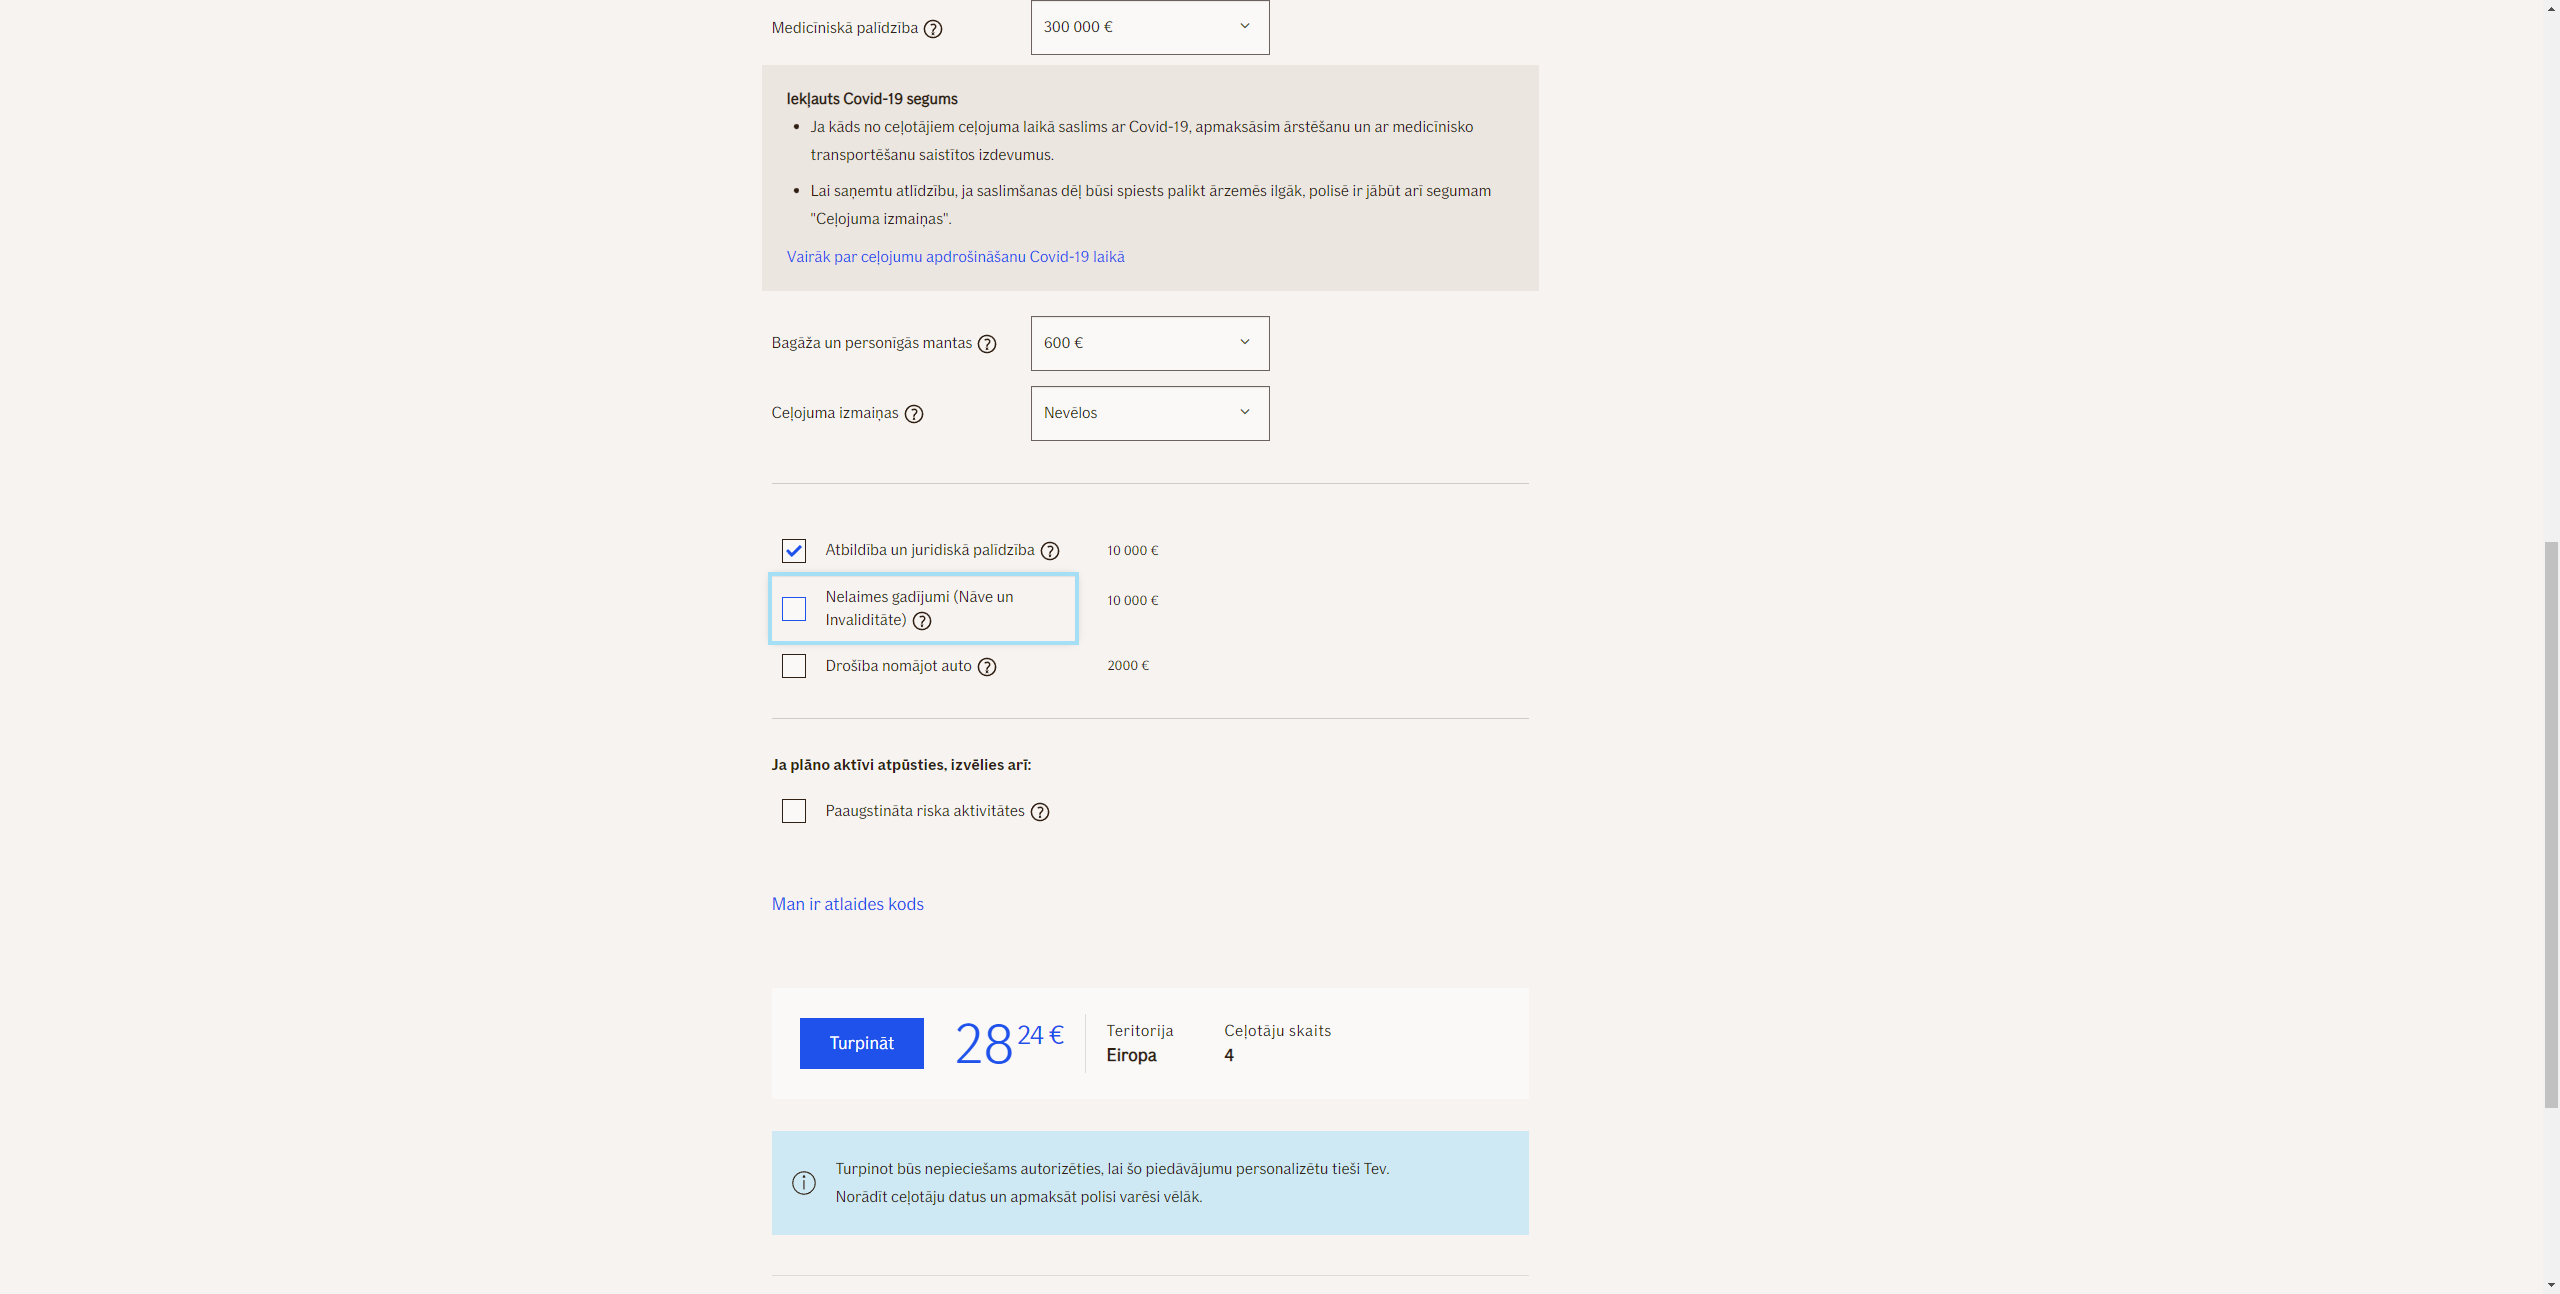 Medicīniskā palīdzība
300 000 €
Iekļauts Covid-19 segums
Ja kāds no ceļotājiem ceļojuma laikā saslims ar Covid-19, apmaksāsim ārstēšanu un ar medicīnisko
transportēšanu saistītos izdevumus.
Lai saņemtu atlīdzību, ja saslimšanas dēļ būsi spiests palikt ārzemēs ilgāk, polisē ir jābūt arī segumam
"Ceļojuma izmaiņas".
Vairāk par ceļojumu apdrošināšanu Covid-19 laikā
Bagāža un personīgās mantas
600 €
Ceļojuma izmaiņas
Nevēlos
Atbildība un juridiskā palīdzība
10 000 €
Nelaimes gadījumi (Nāve un
Invaliditāte)
10 000 €
Drošība nomājot auto
2000 €
Ja plāno aktīvi atpūsties, izvēlies arī:
Paaugstināta riska aktivitātes
Man ir atlaides kods
Turpināt
28 24 €
Teritorija
Eiropa
Ceļotāju skaits
4
Turpinot būs nepieciešams autorizēties, lai šo piedāvājumu personalizētu tieši Tev.
Norādīt ceļotāju datus un apmaksāt polisi varēsi vēlāk.